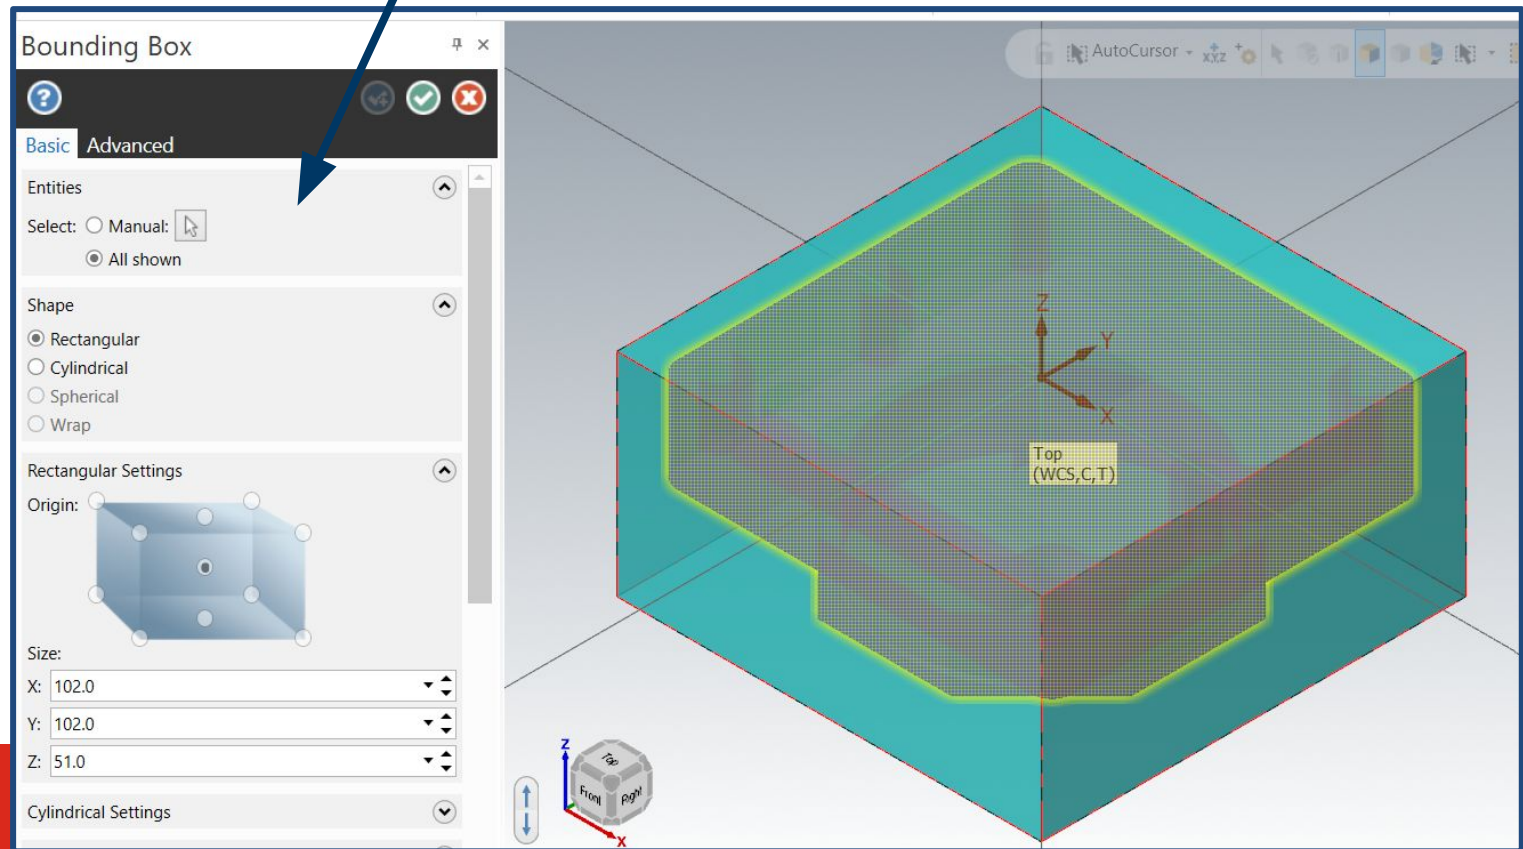 Bounding Box
AutoCursor
XYZ
Basic Advanced
Entities
Select: Manual:
All shown
Shape
Rectangular
Cylindrical
Spherical
Wrap
Rectangular Settings
Origin:
Size:
X: 102.0
Y: 102.0
Z: 51.0
Cylindrical Settings
Z
Y
X
Top
(WCS,C,T)
Z
Top
Front Right
X